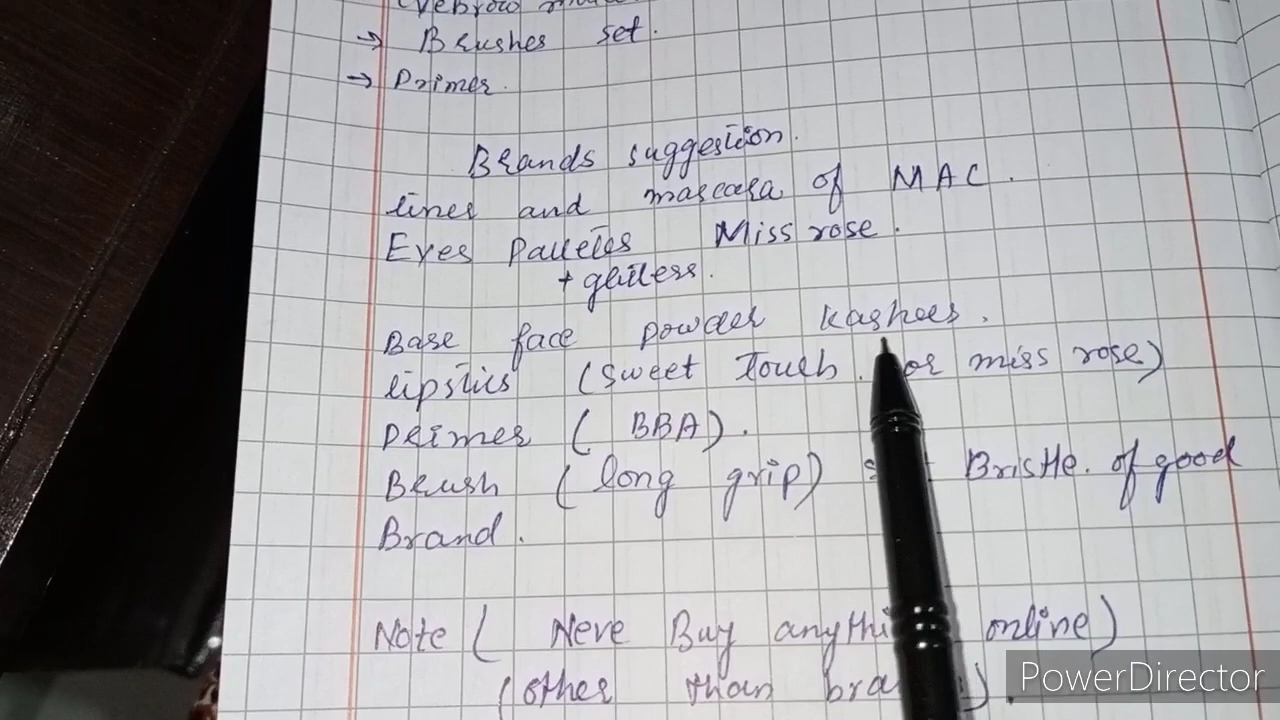 → Brushes set.
→ Primer.
Brands suggestion.
liner and mascara of MAC.
Eyes Palletes Miss rose.
+ glitters.
Base face powder Kashees.
lipstics (Sweet Touch. or miss rose)
Primer (BBA).
Brush (long grip) Bristle. of good
Brand.
Note ( Neve Buy online)
(other than
PowerDirector